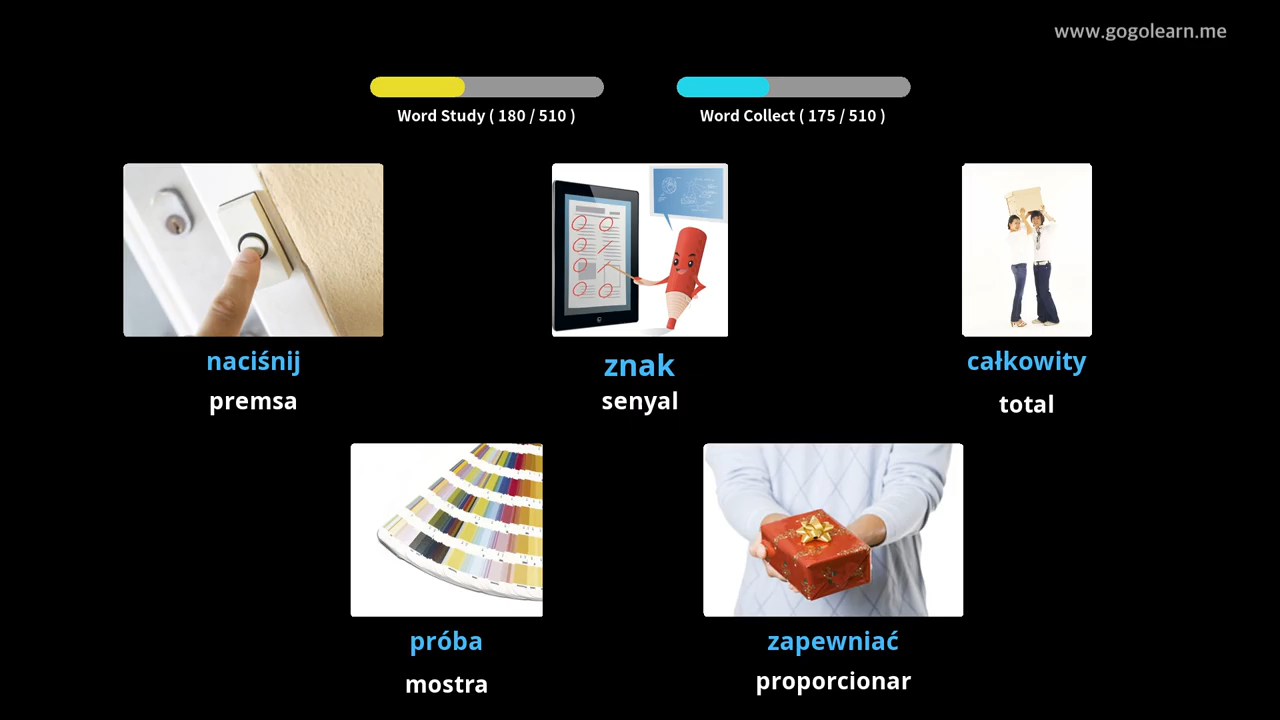 www.gogolearn.me
Word Study ( 180 / 510 )
Word Collect ( 175 / 510 )
naciśnij
premsa
znak
senyal
całkowity
total
próba
mostra
zapewniać
proporcionar